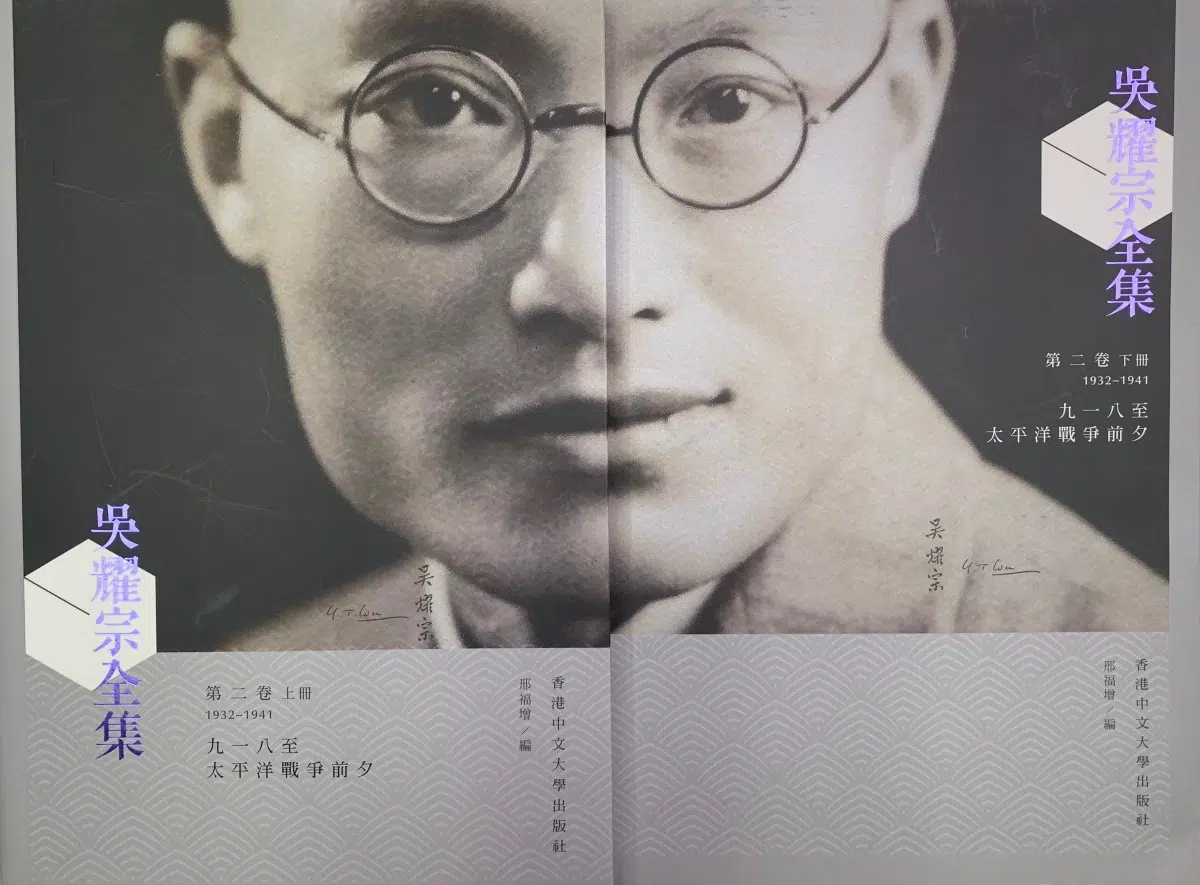 吳耀宗全集
第二卷 上冊
1932–1941
九一八至
太平洋戰爭前夕
吳耀宗
Y. T. Wu
邢福增／編
香港中文大學出版社
吳耀宗全集
第二卷 下冊
1932–1941
九一八至
太平洋戰爭前夕
吳耀宗
Y. T. Wu
邢福增／編
香港中文大學出版社